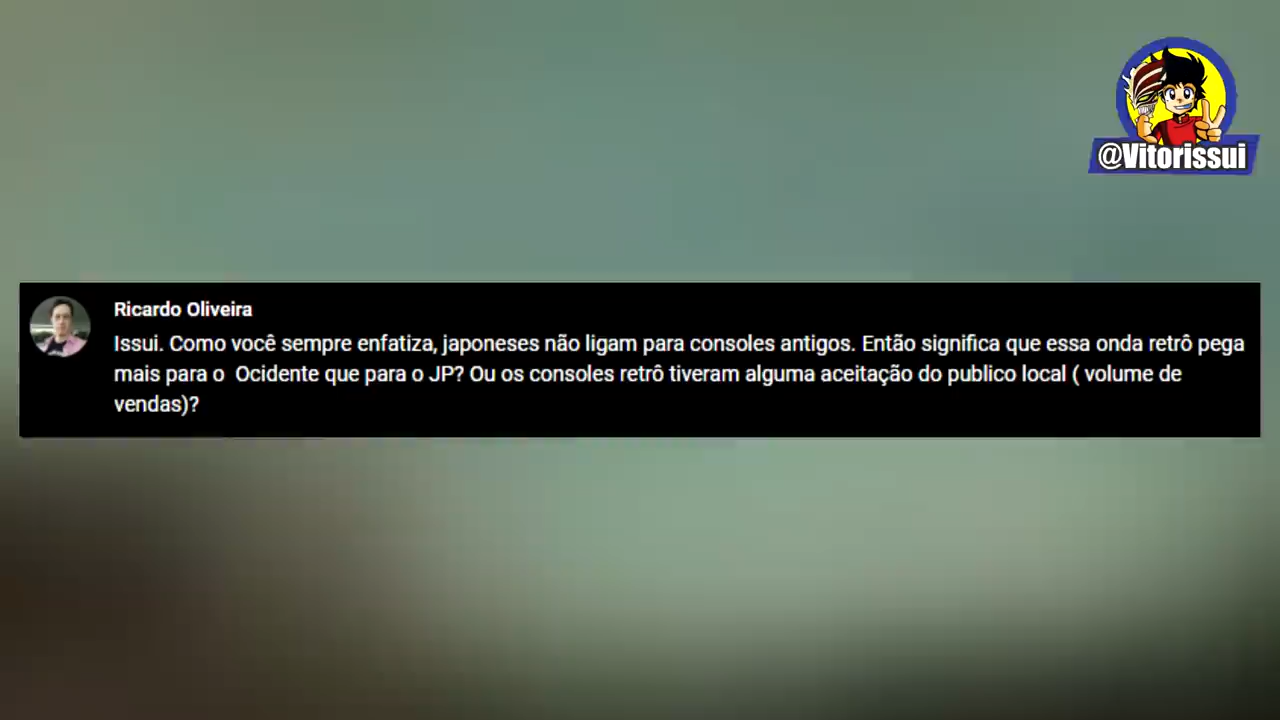 @Vitorissui
Ricardo Oliveira
Issui. Como você sempre enfatiza, japoneses não ligam para consoles antigos. Então significa que essa onda retrô pega
mais para o  Ocidente que para o JP? Ou os consoles retrô tiveram alguma aceitação do publico local ( volume de
vendas)?